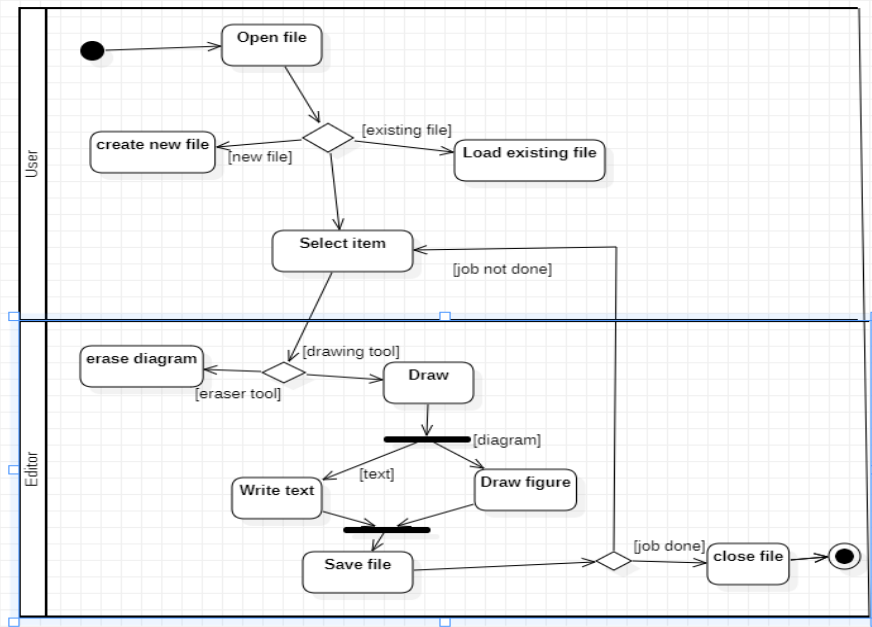 Open file
[existing file]
create new file
[new file]
Load existing file
User
Select item
[job not done]
[drawing tool]
erase diagram
[eraser tool]
Draw
[diagram]
[text]
Editor
Write text
Draw figure
[job done]
Save file
close file